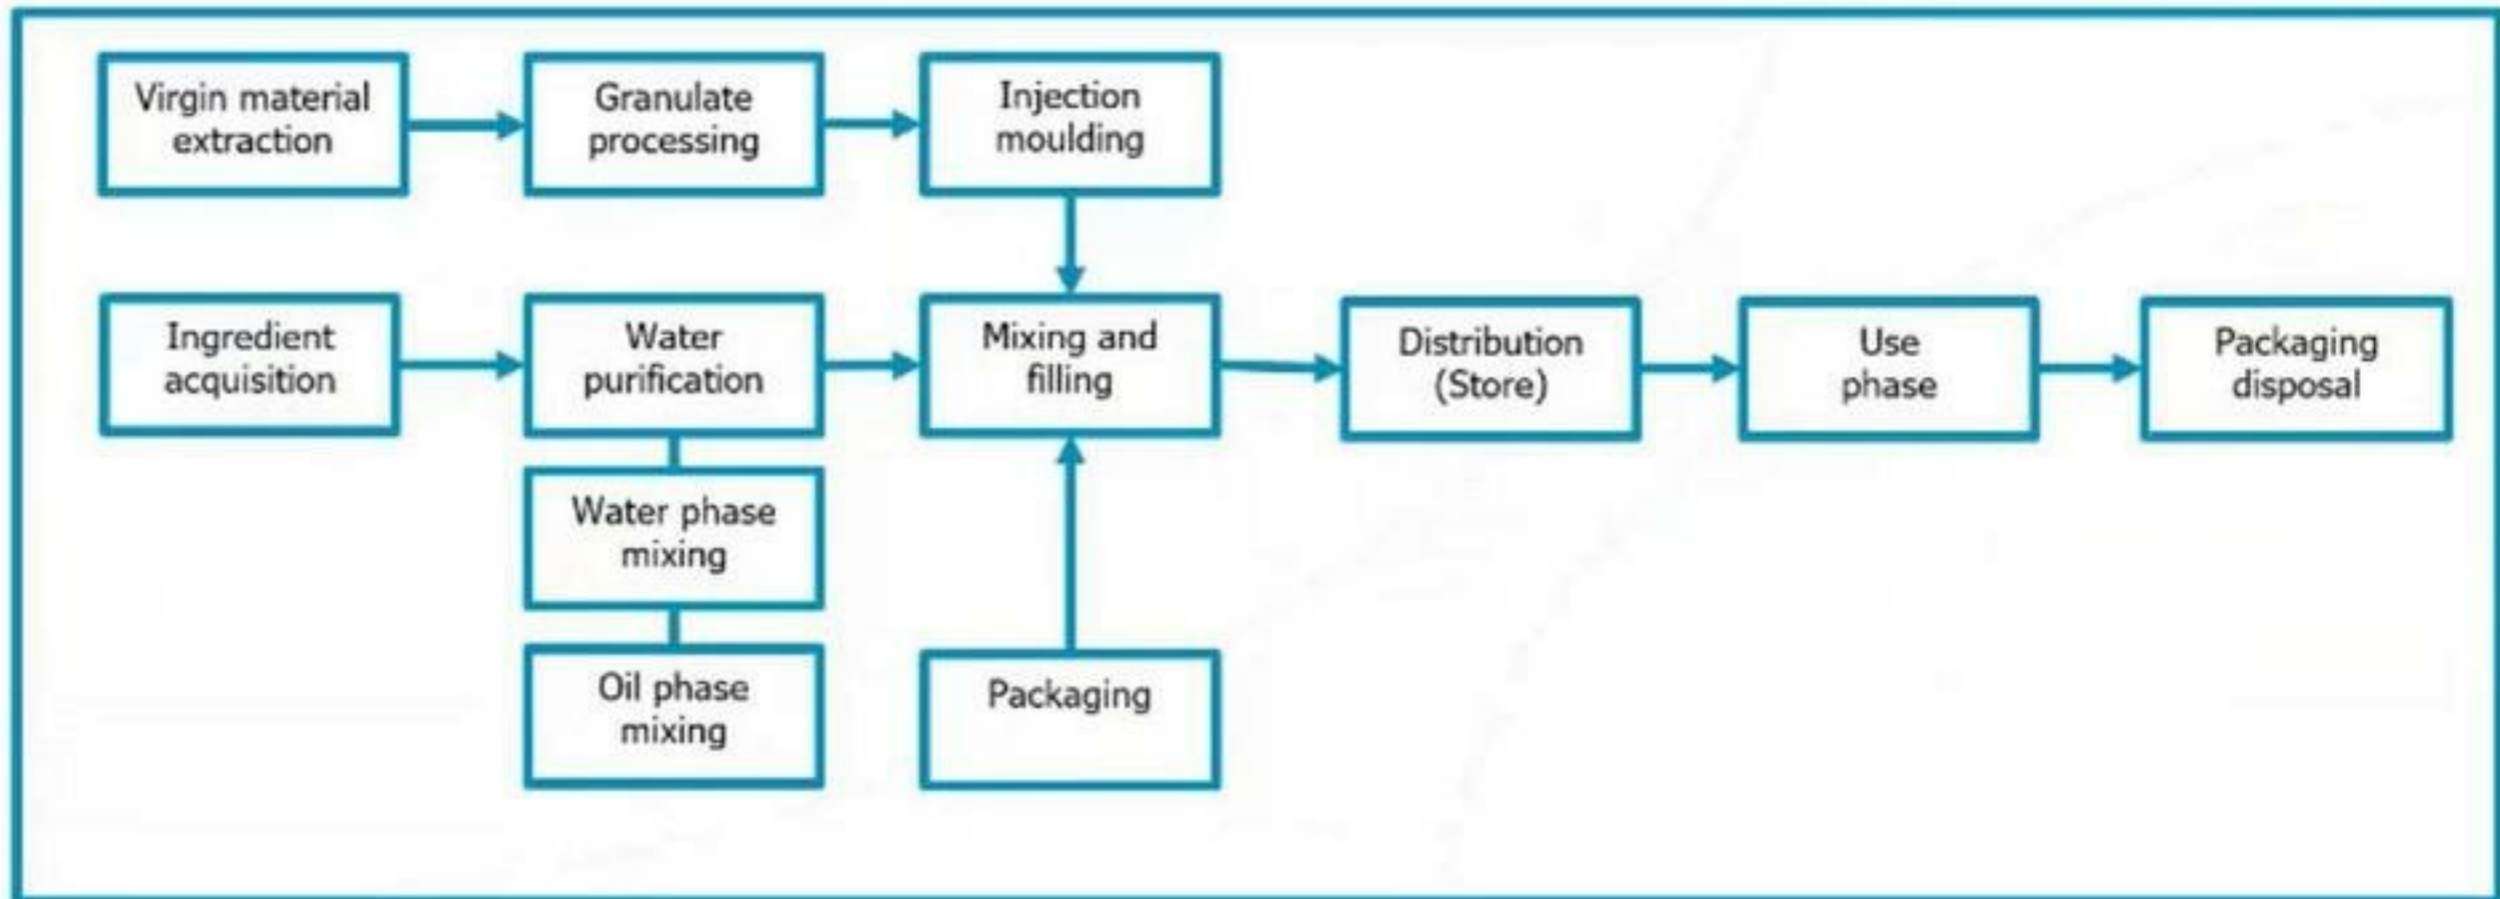 Virgin material
extraction
Granulate
processing
Injection
moulding
Ingredient
acquisition
Water
purification
Mixing and
filling
Distribution
(Store)
Use
phase
Packaging
disposal
Water phase
mixing
Oil phase
mixing
Packaging